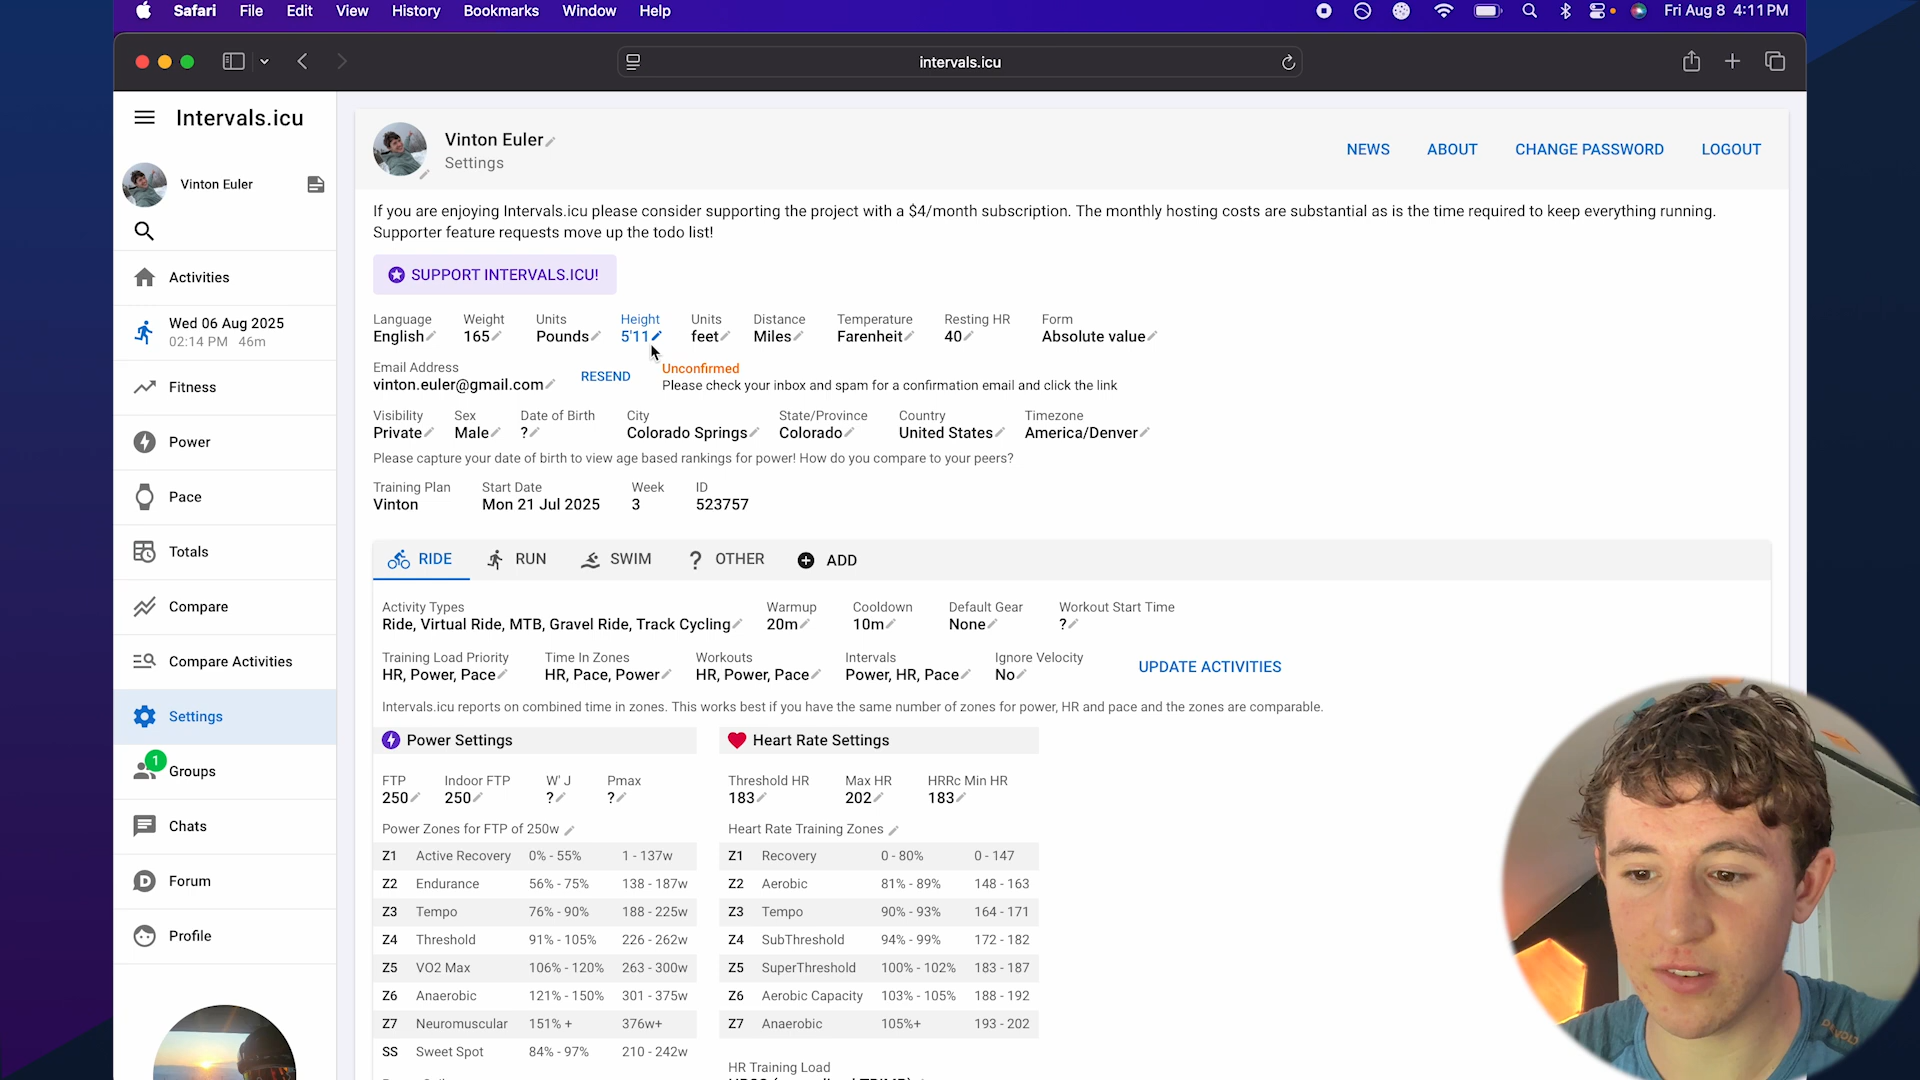 Safari File Edit View History Bookmarks Window Help Fri Aug 8 4:11 PM
intervals.icu
Intervals.icu
Vinton Euler
Activities
Wed 06 Aug 2025
02:14 PM 46m
Fitness
Power
Pace
Totals
Compare
Compare Activities
Settings
1
Groups
Chats
Forum
Profile
Vinton Euler
Settings
NEWS ABOUT CHANGE PASSWORD LOGOUT
If you are enjoying Intervals.icu please consider supporting the project with a $4/month subscription. The monthly hosting costs are substantial as is the time required to keep everything running.
Supporter feature requests move up the todo list!
SUPPORT INTERVALS.ICU!
Language Weight Units Height Units Distance Temperature Resting HR Form
English 165 Pounds 5'11 feet Miles Farenheit 40 Absolute value
Email Address
vinton.euler@gmail.com
RESEND
Unconfirmed
Please check your inbox and spam for a confirmation email and click the link
Visibility Sex Date of Birth City State/Province Country Timezone
Private Male ? Colorado Springs Colorado United States America/Denver
Please capture your date of birth to view age based rankings for power! How do you compare to your peers?
Training Plan Start Date Week ID
Vinton Mon 21 Jul 2025 3 523757
RIDE RUN SWIM ? OTHER ADD
Activity Types Warmup Cooldown Default Gear Workout Start Time
Ride, Virtual Ride, MTB, Gravel Ride, Track Cycling 20m 10m None ?
Training Load Priority Time In Zones Workouts Intervals Ignore Velocity
HR, Power, Pace HR, Pace, Power HR, Power, Pace Power, HR, Pace No
UPDATE ACTIVITIES
Intervals.icu reports on combined time in zones. This works best if you have the same number of zones for power, HR and pace and the zones are comparable.
Power Settings
FTP Indoor FTP W' J Pmax
250 250 ? ?
Power Zones for FTP of 250w
Z1 Active Recovery 0% - 55% 1 - 137w
Z2 Endurance 56% - 75% 138 - 187w
Z3 Tempo 76% - 90% 188 - 225w
Z4 Threshold 91% - 105% 226 - 262w
Z5 VO2 Max 106% - 120% 263 - 300w
Z6 Anaerobic 121% - 150% 301 - 375w
Z7 Neuromuscular 151% + 376w+
SS Sweet Spot 84% - 97% 210 - 242w
Heart Rate Settings
Threshold HR Max HR HRRc Min HR
183 202 183
Heart Rate Training Zones
Z1 Recovery 0 - 80% 0 - 147
Z2 Aerobic 81% - 89% 148 - 163
Z3 Tempo 90% - 93% 164 - 171
Z4 SubThreshold 94% - 99% 172 - 182
Z5 SuperThreshold 100% - 102% 183 - 187
Z6 Aerobic Capacity 103% - 105% 188 - 192
Z7 Anaerobic 105%+ 193 - 202
HR Training Load